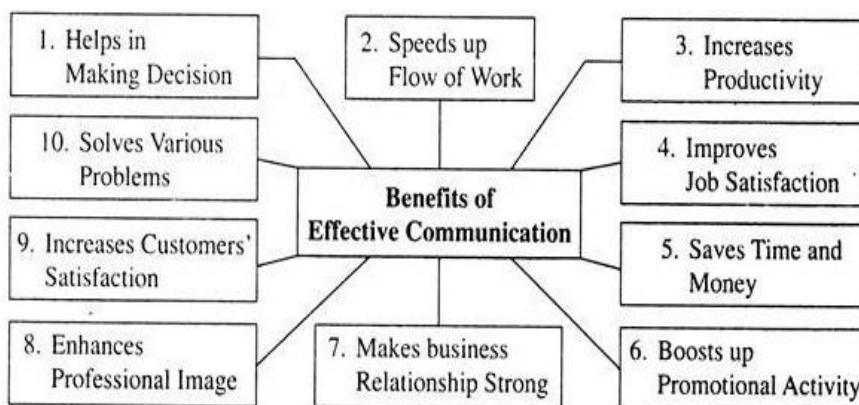 1. Helps in
Making Decision
2. Speeds up
Flow of Work
3. Increases
Productivity
10. Solves Various
Problems
4. Improves
Job Satisfaction
Benefits of
Effective Communication
9. Increases Customers'
Satisfaction
5. Saves Time and
Money
8. Enhances
Professional Image
7. Makes business
Relationship Strong
6. Boosts up
Promotional Activity